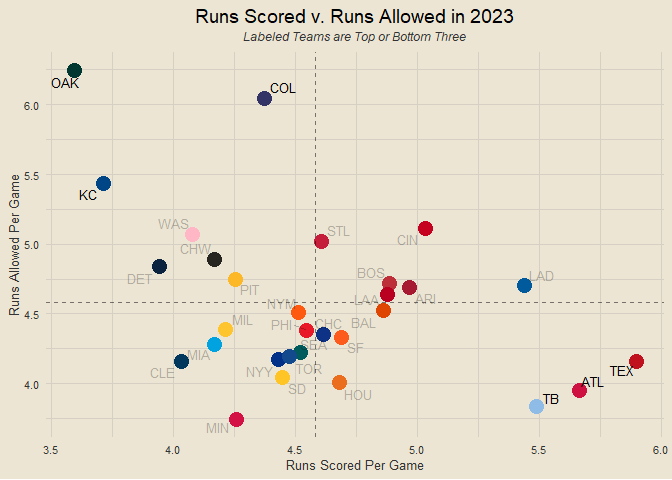 Runs Scored v. Runs Allowed in 2023
Labeled Teams are Top or Bottom Three
OAK
COL
6.0
5.5
KC
WAS
STL
CIN
5.0
CHW
DET
PIT
BOS
LAD
LAA
ARI
NYM
4.5
MIL
PHI
CHC
BAL
SEA
SF
MIA
CLE
NYY
TOR
TEX
4.0
SD
HOU
ATL
TB
MIN
3.5
4.0
4.5
5.0
5.5
6.0
Runs Scored Per Game
Runs Allowed Per Game